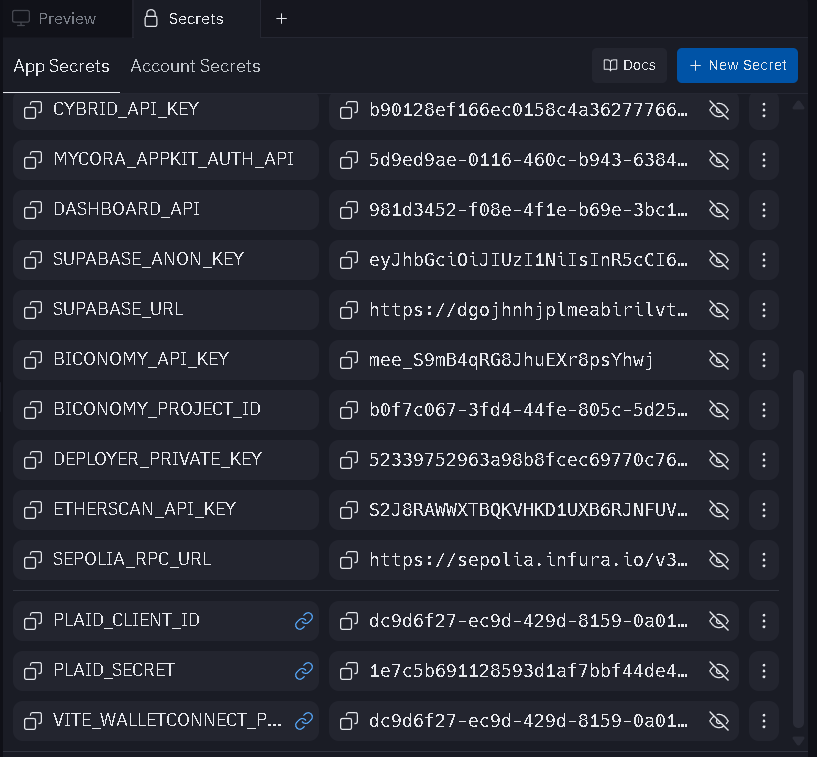 Preview
Secrets
App Secrets
Account Secrets
Docs
New Secret
CYBRID_API_KEY b90128ef166ec0158c4a36277766…
MYCORA_APPKIT_AUTH_API 5d9ed9ae-0116-460c-b943-6384…
DASHBOARD_API 981d3452-f08e-4f1e-b69e-3bc1…
SUPABASE_ANON_KEY eyJhbGciOiJIUzI1NiIsInR5cCI6…
SUPABASE_URL https://dgojhnhjplmeabirilvt…
BICONOMY_API_KEY mee_S9mB4qRG8JhuEXr8psYhwj
BICONOMY_PROJECT_ID b0f7c067-3fd4-44fe-805c-5d25…
DEPLOYER_PRIVATE_KEY 52339752963a98b8fcec69770c76…
ETHERSCAN_API_KEY S2J8RAWWXTBQKVHKD1UXB6RJNFUV…
SEPOLIA_RPC_URL https://sepolia.infura.io/v3…
PLAID_CLIENT_ID dc9d6f27-ec9d-429d-8159-0a01…
PLAID_SECRET 1e7c5b691128593d1af7bbf44de4…
VITE_WALLETCONNECT_P... dc9d6f27-ec9d-429d-8159-0a01…